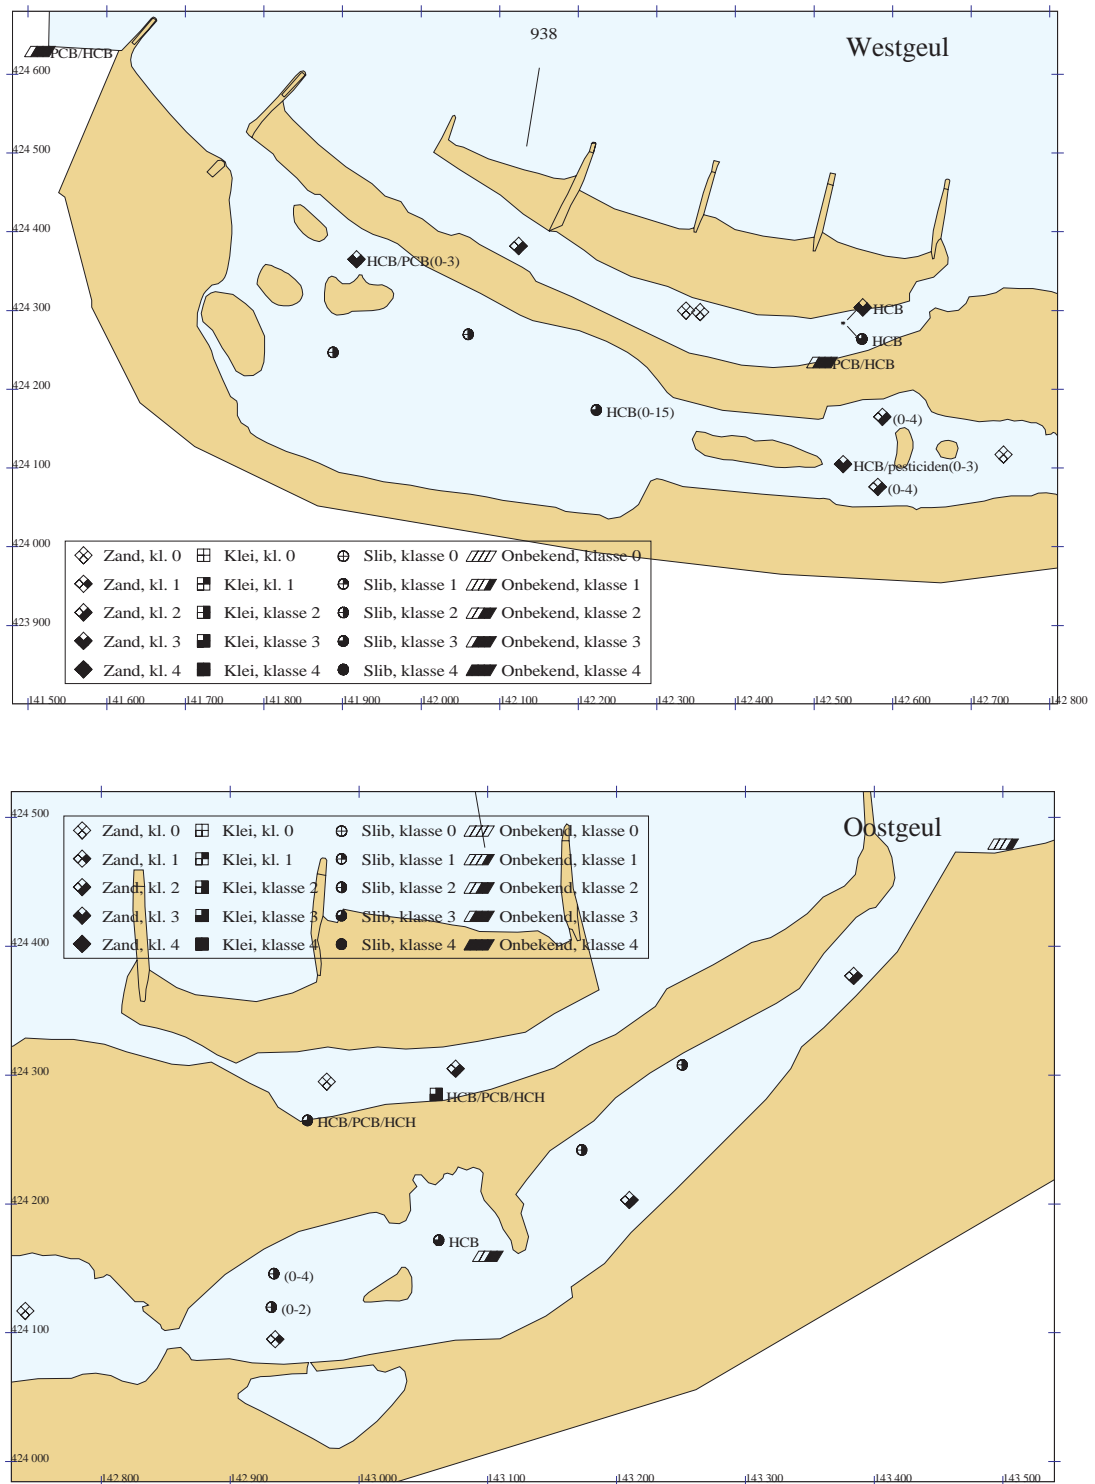 938
Westgeul
PCB/HCB
424 600
424 500
424 400
HCB/PCB(0-3)
424 300
HCB
HCB
PCB/HCB
424 200
HCB(0-15)
(0-4)
424 100
HCB/pesticiden(0-3)
(0-4)
424 000
Zand, kl. 0 Klei, kl. 0 Slib, klasse 0 Onbekend, klasse 0
Zand, kl. 1 Klei, kl. 1 Slib, klasse 1 Onbekend, klasse 1
Zand, kl. 2 Klei, klasse 2 Slib, klasse 2 Onbekend, klasse 2
423 900
Zand, kl. 3 Klei, klasse 3 Slib, klasse 3 Onbekend, klasse 3
Zand, kl. 4 Klei, klasse 4 Slib, klasse 4 Onbekend, klasse 4
141 500 141 600 141 700 141 800 141 900 142 000 142 100 142 200 142 300 142 400 142 500 142 600 142 700 142 800
424 500
Oostgeul
Zand, kl. 0 Klei, kl. 0 Slib, klasse 0 Onbekend, klasse 0
Zand, kl. 1 Klei, kl. 1 Slib, klasse 1 Onbekend, klasse 1
Zand, kl. 2 Klei, klasse 2 Slib, klasse 2 Onbekend, klasse 2
Zand, kl. 3 Klei, klasse 3 Slib, klasse 3 Onbekend, klasse 3
424 400
Zand, kl. 4 Klei, klasse 4 Slib, klasse 4 Onbekend, klasse 4
424 300
HCB/PCB/HCH
HCB/PCB/HCH
424 200
HCB
(0-4)
(0-2)
424 100
424 000
142 800 142 900 143 000 143 100 143 200 143 300 143 400 143 500